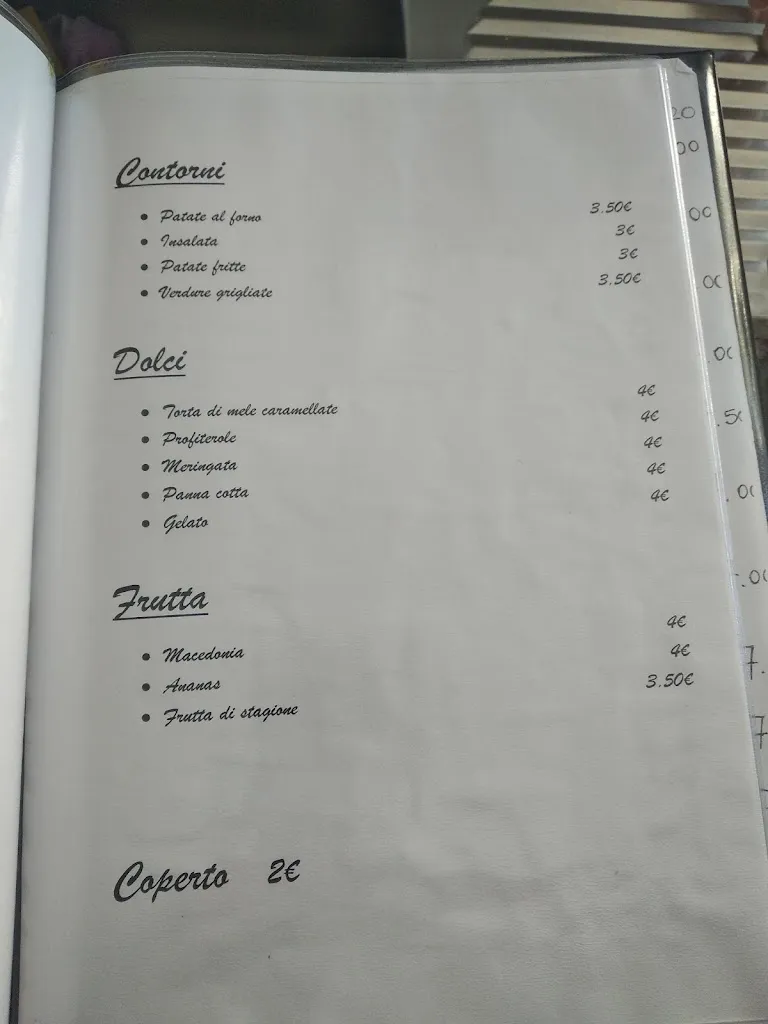 Contorni
• Patate al forno 3.50€
• Insalata 3€
• Patate fritte 3€
• Verdure grigliate 3.50€
Dolci
• Torta di mele caramellate 4€
• Profiterole 4€
• Meringata 4€
• Panna cotta 4€
• Gelato 4€
Frutta
• Macedonia 4€
• Ananas 4€
• Frutta di stagione 3.50€
Coperto 2€